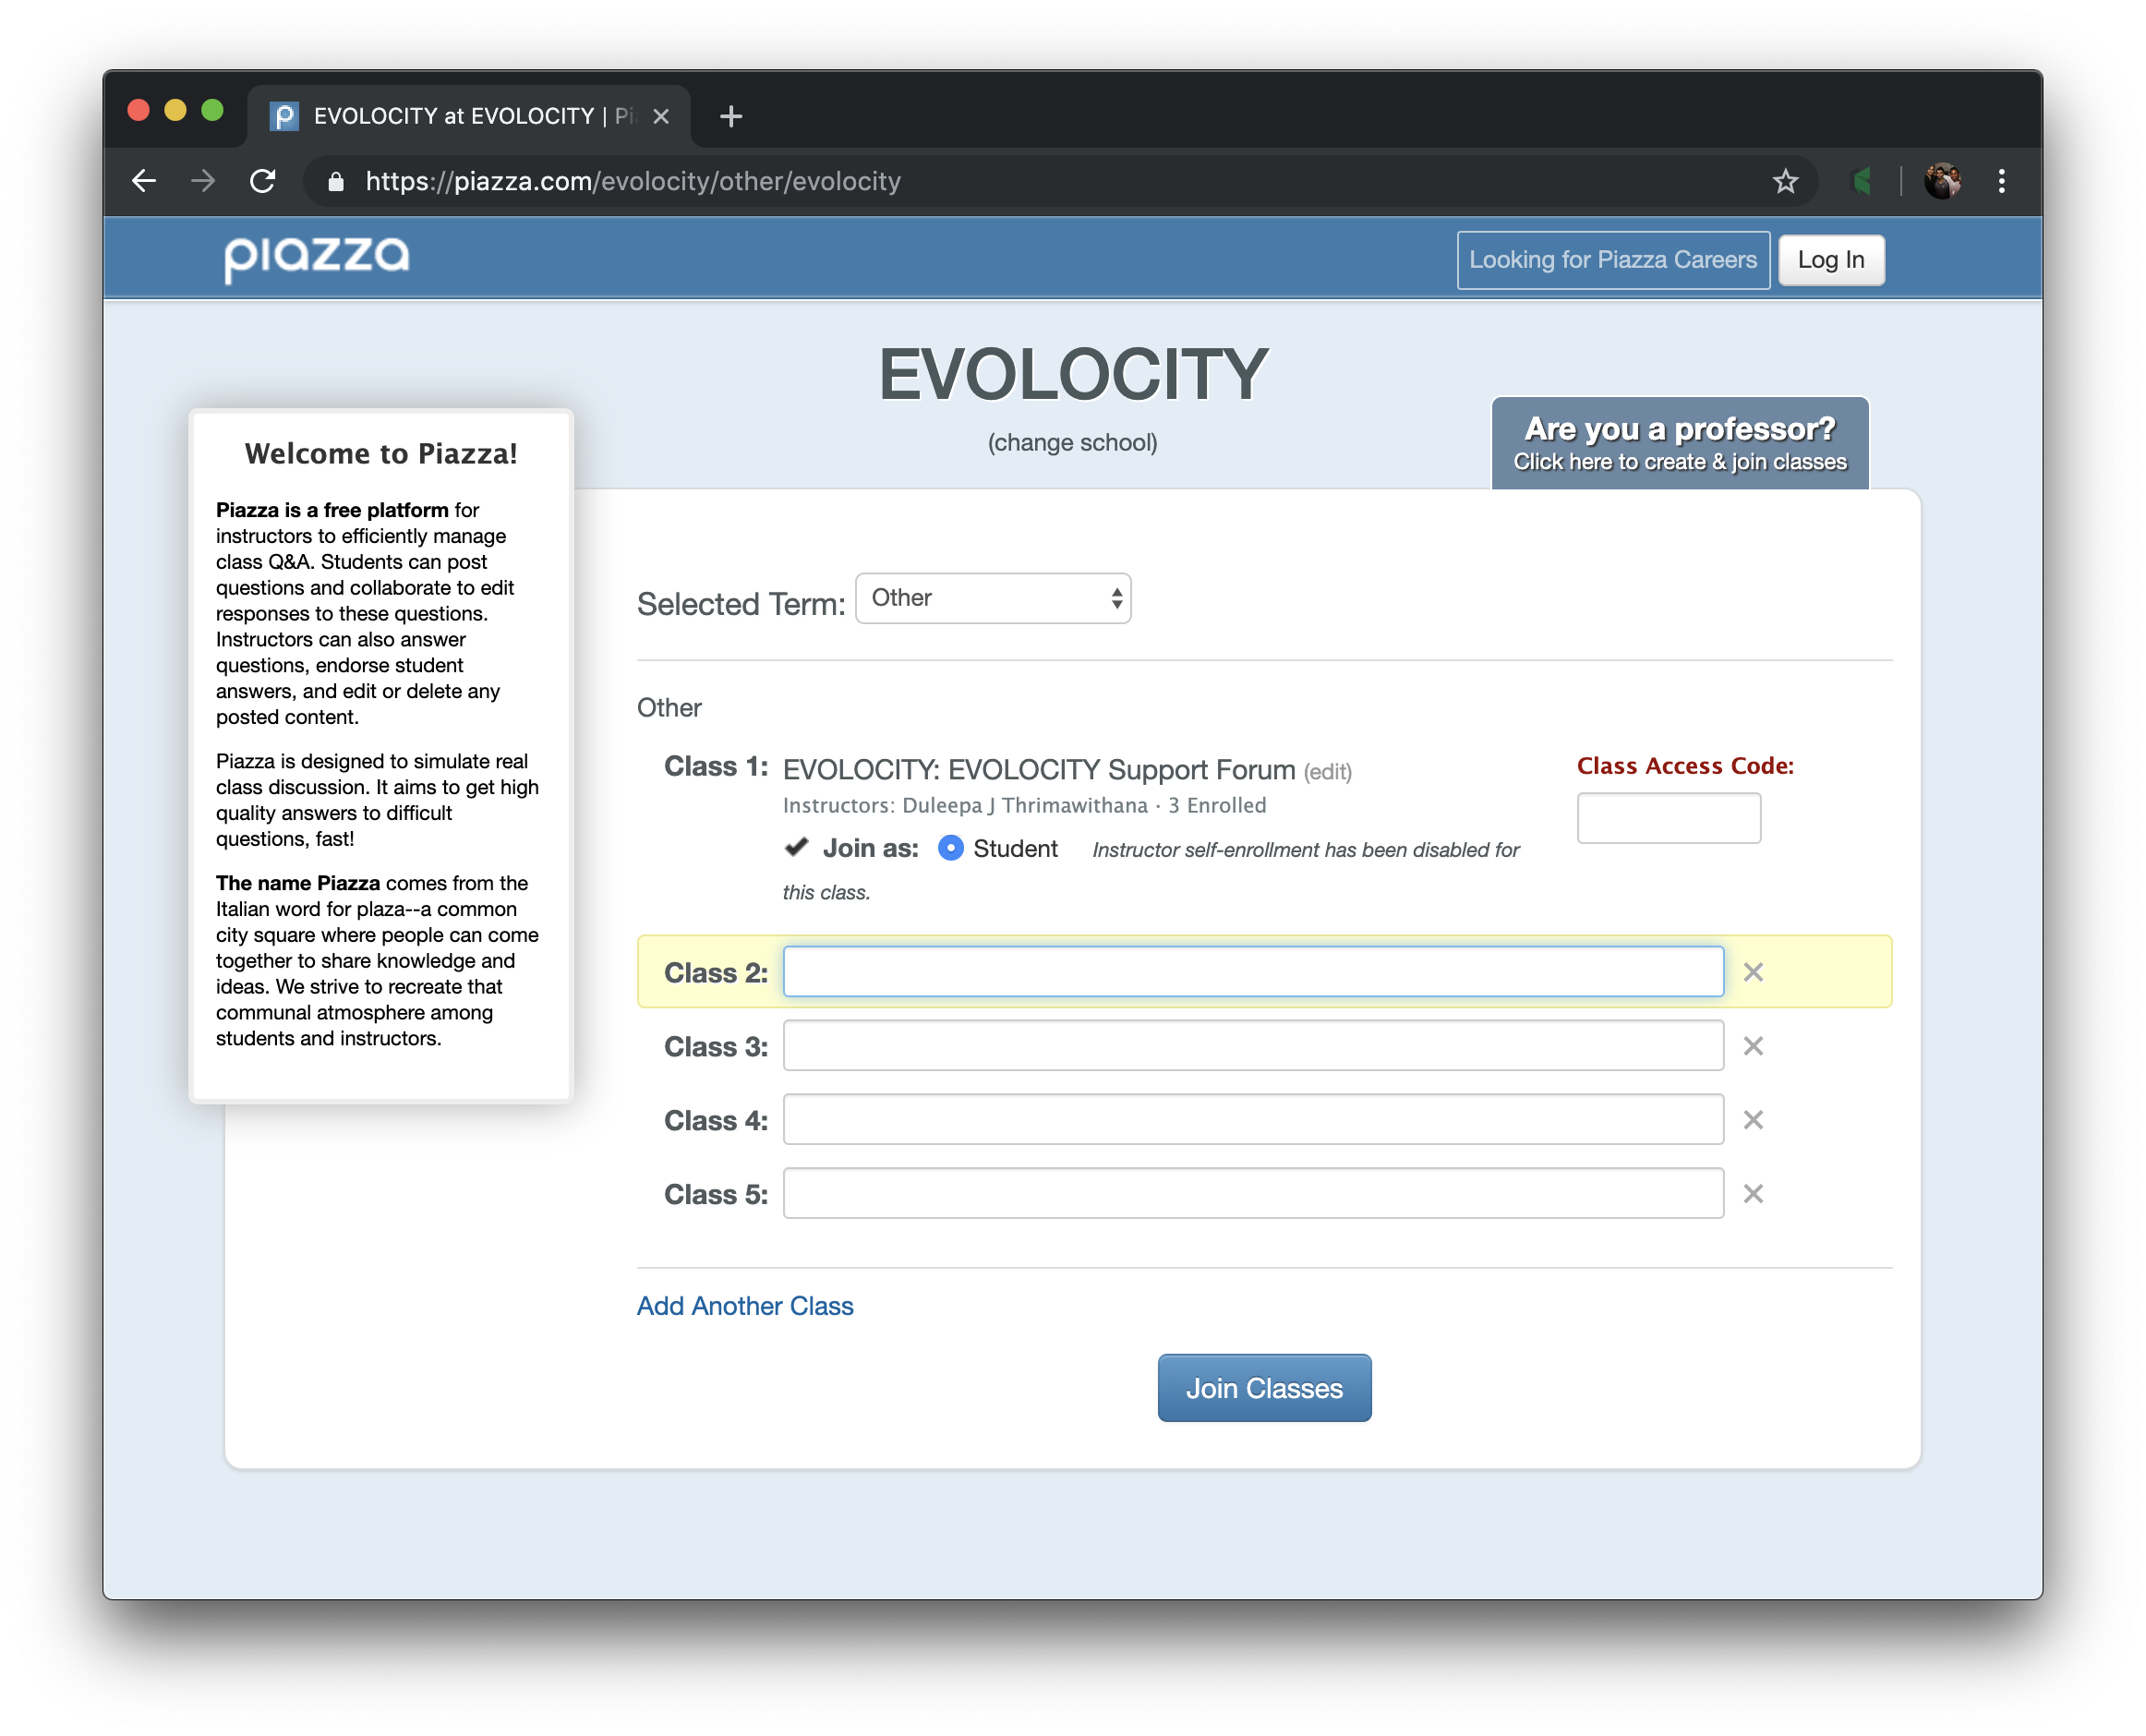 EVOLOCITY at EVOLOCITY | Pi
https://piazza.com/evolocity/other/evolocity
piazza
Looking for Piazza Careers
Log In
EVOLOCITY
(change school)
Are you a professor?
Click here to create & join classes
Welcome to Piazza!
Piazza is a free platform for
instructors to efficiently manage
class Q&A. Students can post
questions and collaborate to edit
responses to these questions.
Instructors can also answer
questions, endorse student
answers, and edit or delete any
posted content.
Piazza is designed to simulate real
class discussion. It aims to get high
quality answers to difficult
questions, fast!
The name Piazza comes from the
Italian word for plaza--a common
city square where people can come
together to share knowledge and
ideas. We strive to recreate that
communal atmosphere among
students and instructors.
Selected Term: Other
Other
Class 1: EVOLOCITY: EVOLOCITY Support Forum (edit)
Instructors: Duleepa J Thrimawithana · 3 Enrolled
Join as: Student Instructor self-enrollment has been disabled for
this class.
Class Access Code:
Class 2:
Class 3:
Class 4:
Class 5:
Add Another Class
Join Classes